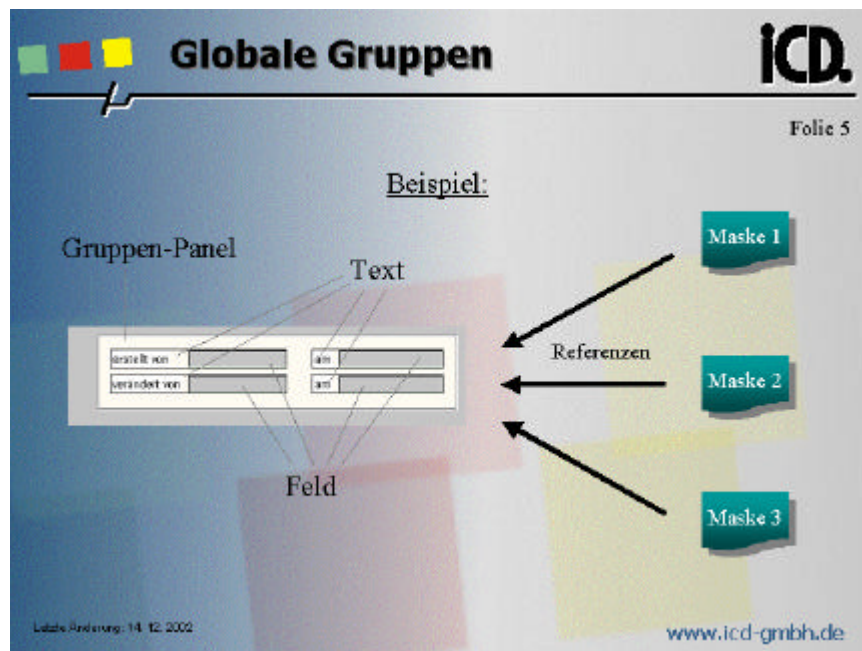 Globale Gruppen
iCD.
Folie 5
Beispiel:
Gruppen-Panel
Text
Maske 1
erstellt von
am
Referenzen
verändert von
am
Maske 2
Feld
Maske 3
Letzte Änderung: 14. 12. 2002
www.icd-gmbh.de